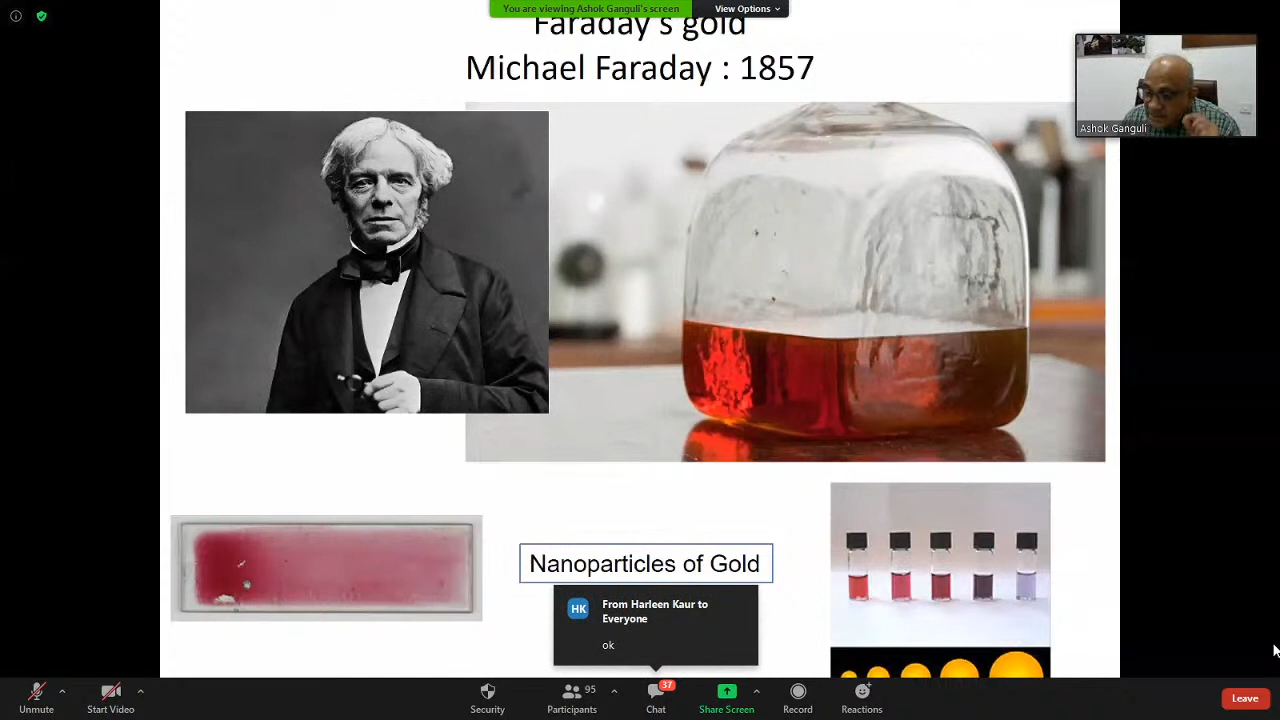 You are viewing Ashok Ganguli's screen
View Options
Faraday's gold
Michael Faraday : 1857
Ashok Ganguli
Nanoparticles of Gold
HK
From Harleen Kaur to
Everyone
ok
Unmute
Start Video
Security
95
Participants
37
Chat
Share Screen
Record
Reactions
Leave